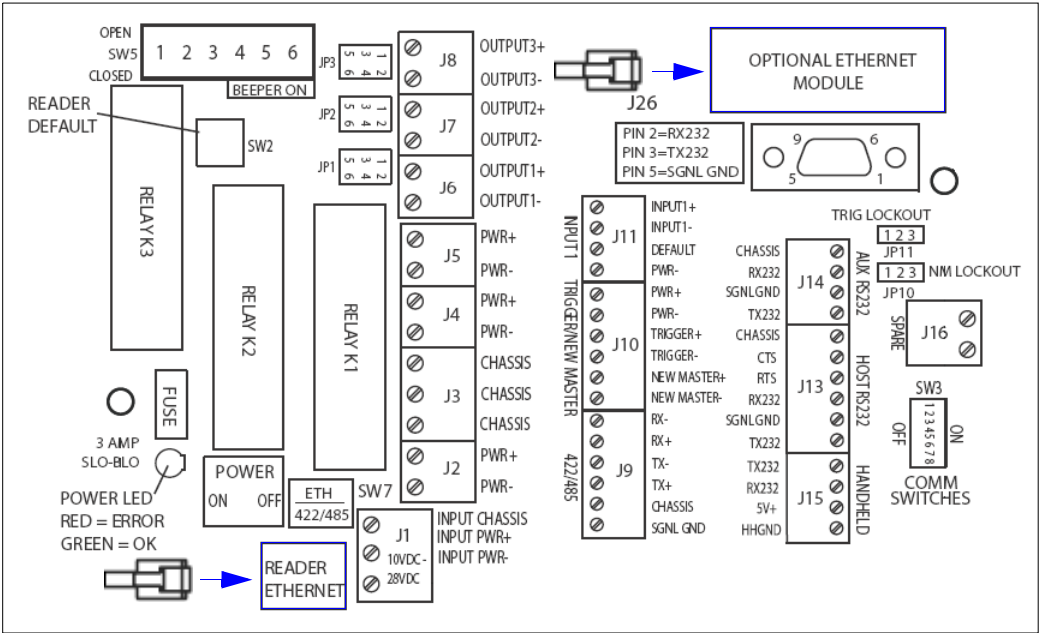 OPEN
SW5
CLOSED
1 2 3 4 5 6
BEEPER ON
READER
DEFAULT
SW2
RELAY K3
RELAY K2
RELAY K1
JP3
5 3 1
6 4 2
JP2
5 3 1
6 4 2
JP1
5 3 1
6 4 2
J8
OUTPUT3+
OUTPUT3-
J7
OUTPUT2+
OUTPUT2-
J6
OUTPUT1+
OUTPUT1-
J5
PWR+
PWR-
J4
PWR+
PWR-
J3
CHASSIS
CHASSIS
CHASSIS
J2
PWR+
PWR-
FUSE
3 AMP
SLO-BLO
POWER LED
RED = ERROR
GREEN = OK
POWER
ON OFF
ETH
422/485
SW7
J1
10VDC-
28VDC
INPUT CHASSIS
INPUT PWR+
INPUT PWR-
READER
ETHERNET
J26
OPTIONAL ETHERNET
MODULE
PIN 2=RX232
PIN 3=TX232
PIN 5=SGNL GND
9 6
5 1
INPUT 1
J11
INPUT1+
INPUT1-
DEFAULT
PWR-
TRIGGER/NEW MASTER
J10
PWR+
PWR-
TRIGGER+
TRIGGER-
NEW MASTER+
NEW MASTER-
422/485
J9
RX-
RX+
TX-
TX+
CHASSIS
SGNL GND
CHASSIS
RX232
SGNLGND
TX232
J14
AUX RS232
CHASSIS
CTS
RTS
RX232
SGNLGND
TX232
J13
HOST RS232
TX232
RX232
5V+
HHGND
J15
HANDHELD
TRIG LOCKOUT
1 2 3
JP11
1 2 3
NM LOCKOUT
JP10
SPARE
J16
SW3
OFF
1 2 3 4 5 6 7 8
ON
COMM
SWITCHES